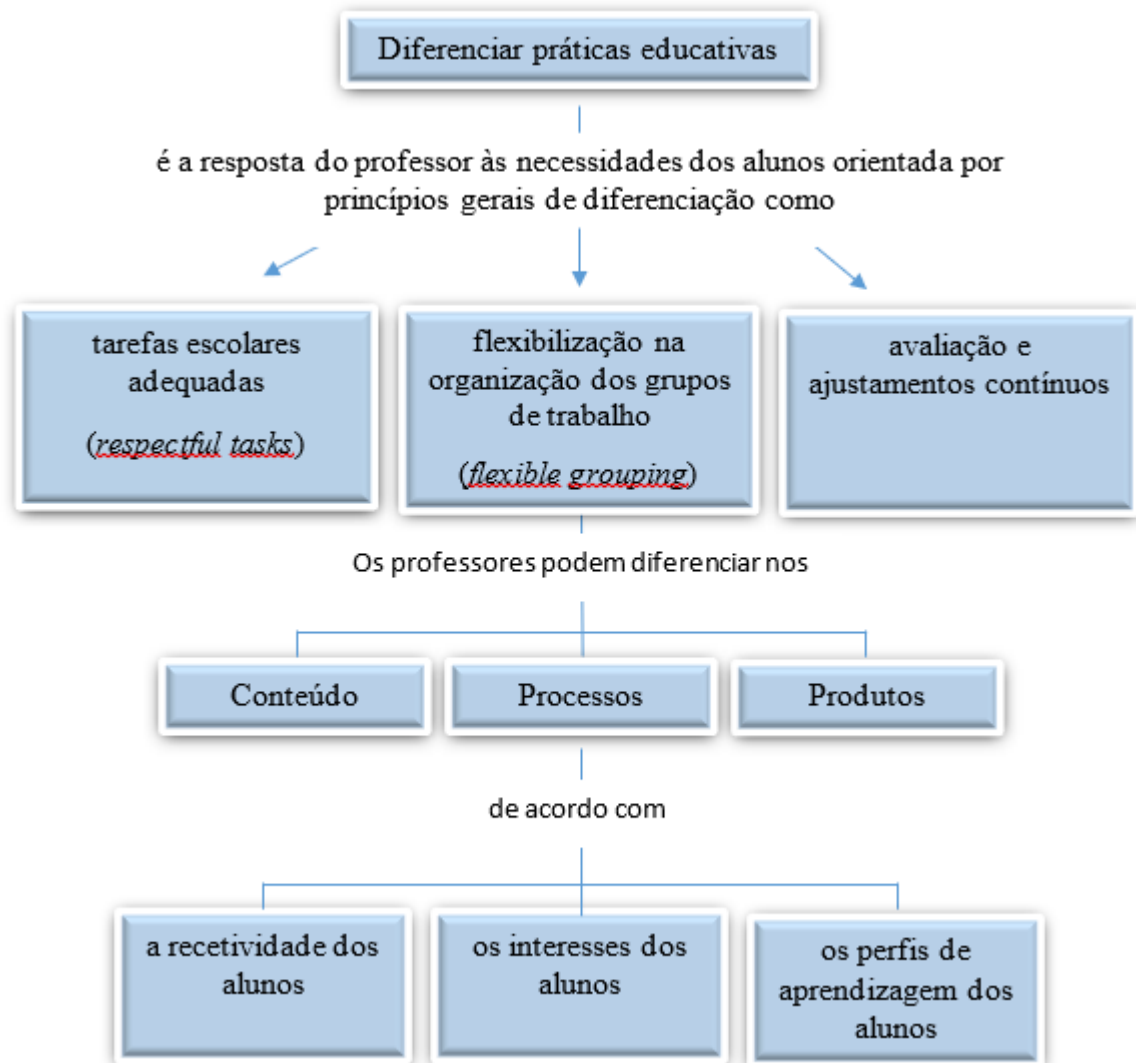 Diferenciar práticas educativas
é a resposta do professor às necessidades dos alunos orientada por
princípios gerais de diferenciação como
tarefas escolares
adequadas
(respectful tasks)
flexibilização na
organização dos grupos
de trabalho
(flexible grouping)
avaliação e
ajustamentos contínuos
Os professores podem diferenciar nos
Conteúdo
Processos
Produtos
de acordo com
a recetividade dos
alunos
os interesses dos
alunos
os perfis de
aprendizagem dos
alunos